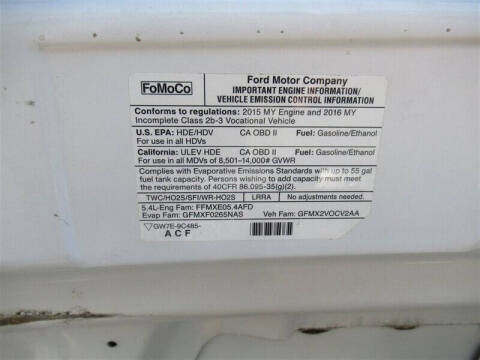 FoMoCo
Ford Motor Company
IMPORTANT ENGINE INFORMATION/
VEHICLE EMISSION CONTROL INFORMATION
Conforms to regulations: 2015 MY Engine and 2016 MY
Incomplete Class 2b-3 Vocational Vehicle
U.S. EPA: HDE/HDV CA OBD II Fuel: Gasoline/Ethanol
For use in all HDVs
California: ULEV HDE CA OBD II Fuel: Gasoline/Ethanol
For use in all MDVs of 8,501-14,000# GVWR
Complies with Evaporative Emissions Standards with up to 55 gal
fuel tank capacity. Persons wishing to add capacity must meet
the requirements of 40CFR 86.095-35(g)(2).
TWC/HO2S/SFI/WR-HO2S LRRA No adjustments needed.
5.4L-Eng Fam: FFMXE05.4AFD
Evap Fam: GFMXF0265NAS Veh Fam: GFMX2VOCV2AA
GW7E-9C485-
ACF